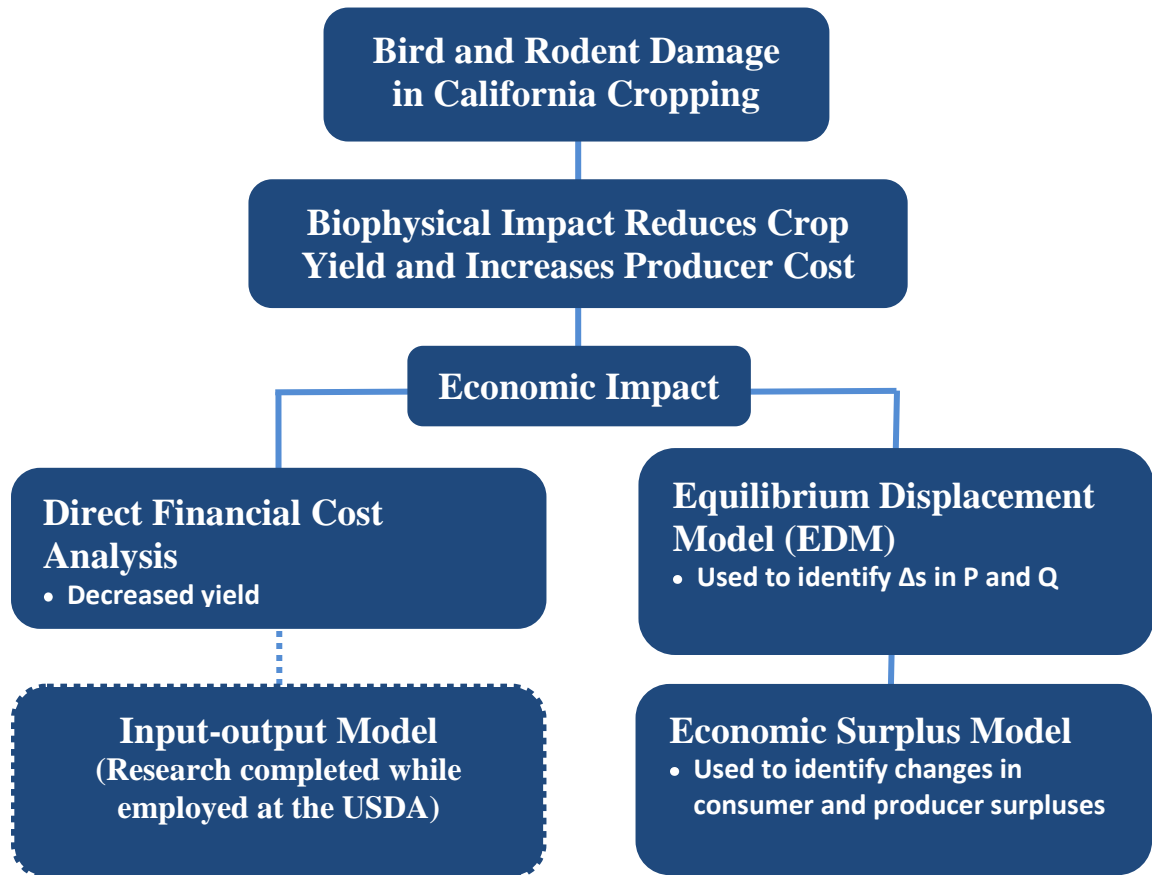 Bird and Rodent Damage
in California Cropping
Biophysical Impact Reduces Crop
Yield and Increases Producer Cost
Economic Impact
Direct Financial Cost
Analysis
• Decreased yield
Equilibrium Displacement
Model (EDM)
• Used to identify Δs in P and Q
Input-output Model
(Research completed while
employed at the USDA)
Economic Surplus Model
• Used to identify changes in
consumer and producer surpluses